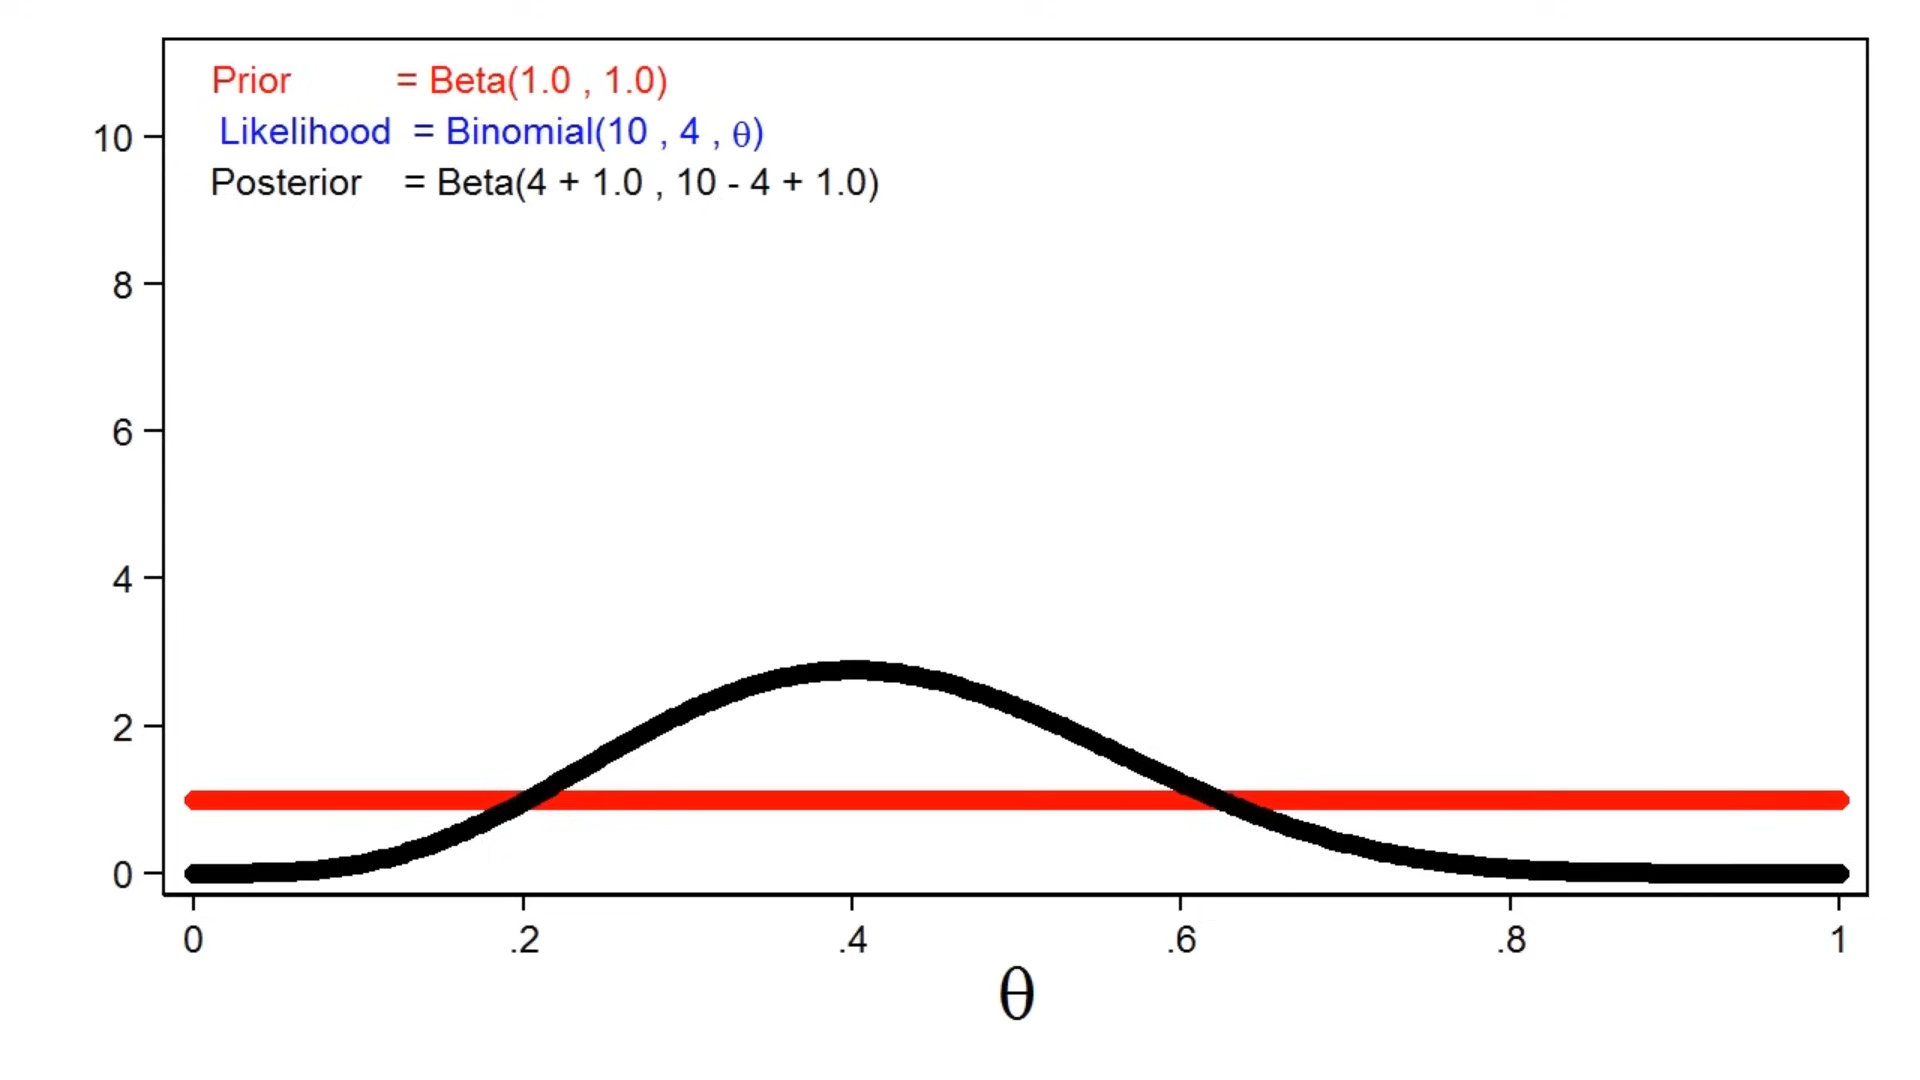 Prior = Beta(1.0 , 1.0)
Likelihood = Binomial(10 , 4 , θ)
Posterior = Beta(4 + 1.0 , 10 - 4 + 1.0)
10
8
6
4
2
0
0 .2 .4 .6 .8 1
θ